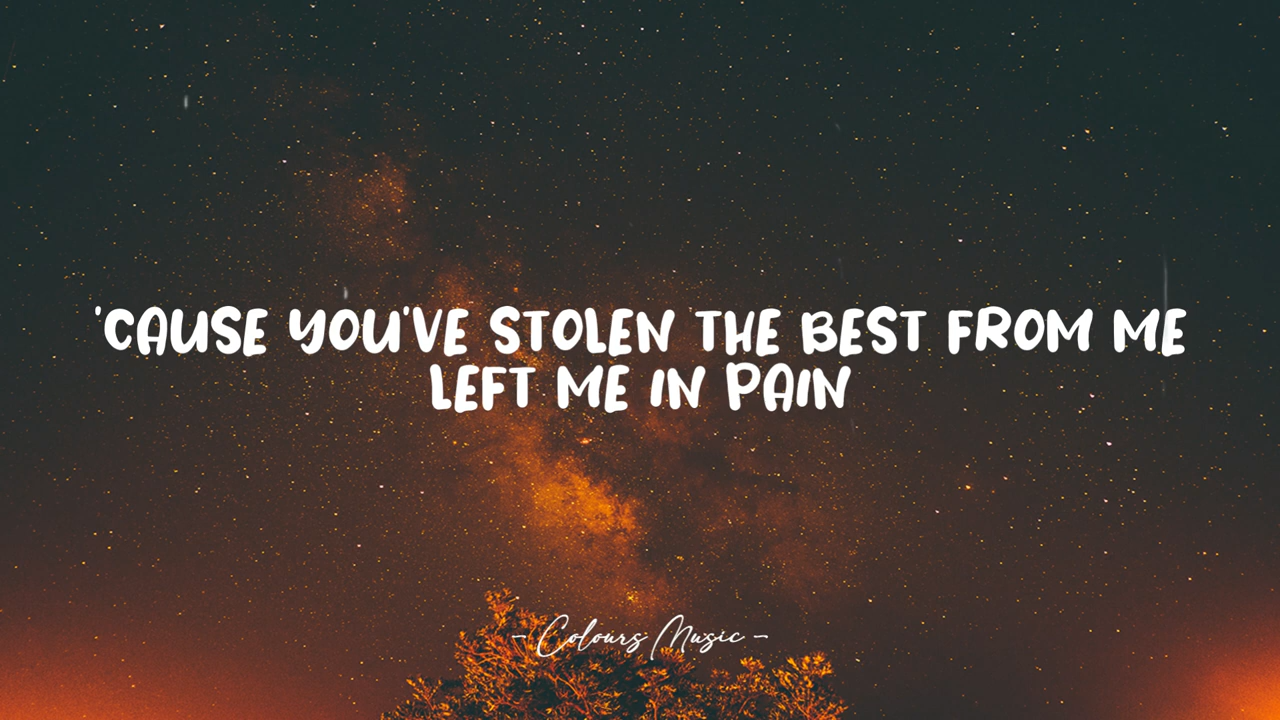 'CAUSE YOU'VE STOLEN THE BEST FROM ME
LEFT ME IN PAIN
- Colours Music -